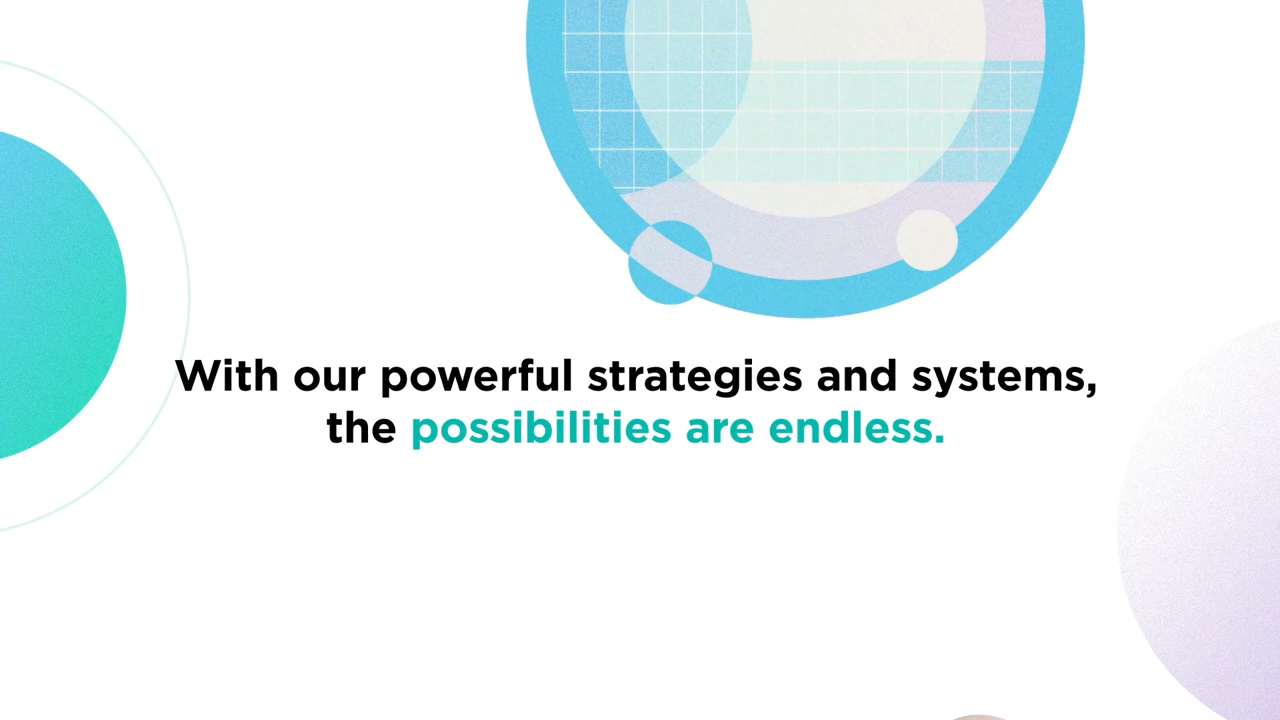 With our powerful strategies and systems,
the possibilities are endless.